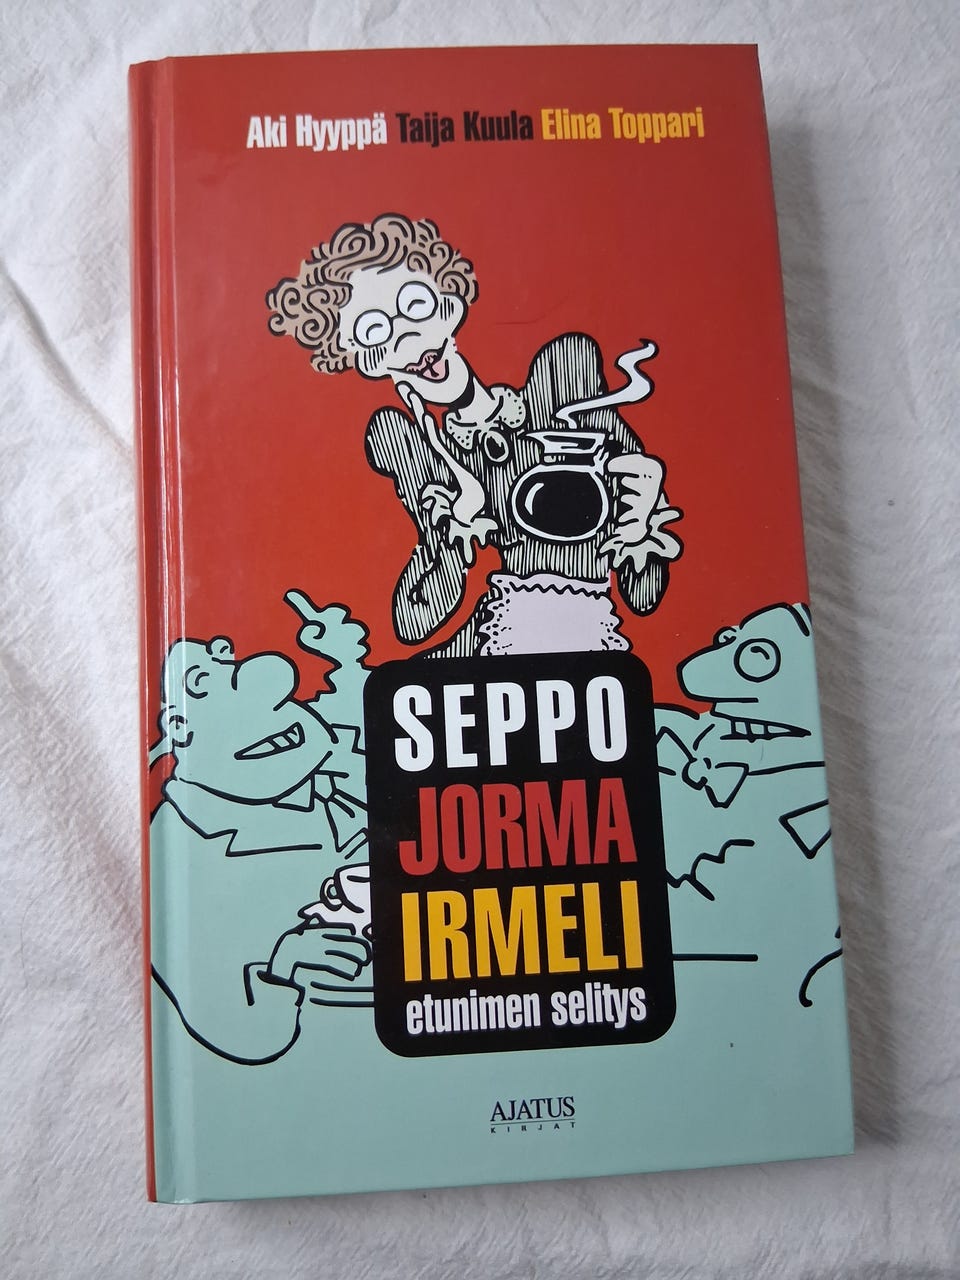 Aki Hyyppä Taija Kuula Elina Toppari
SEPPO
JORMA
IRMELI
etunimen selitys
AJATUS
KIRJAT